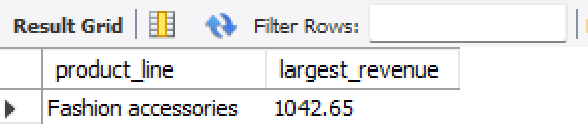 Result Grid Filter Rows:
product_line largest_revenue
Fashion accessories 1042.65